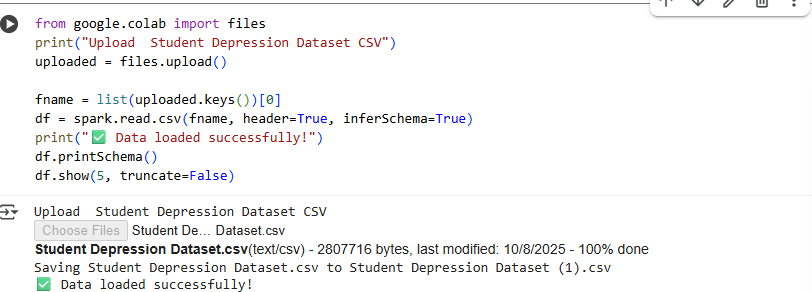 from google.colab import files
print("Upload  Student Depression Dataset CSV")
uploaded = files.upload()

fname = list(uploaded.keys())[0]
df = spark.read.csv(fname, header=True, inferSchema=True)
print("✅ Data loaded successfully!")
df.printSchema()
df.show(5, truncate=False)

Upload  Student Depression Dataset CSV
Choose Files Student De... Dataset.csv
Student Depression Dataset.csv(text/csv) - 2807716 bytes, last modified: 10/8/2025 - 100% done
Saving Student Depression Dataset.csv to Student Depression Dataset (1).csv
✅ Data loaded successfully!